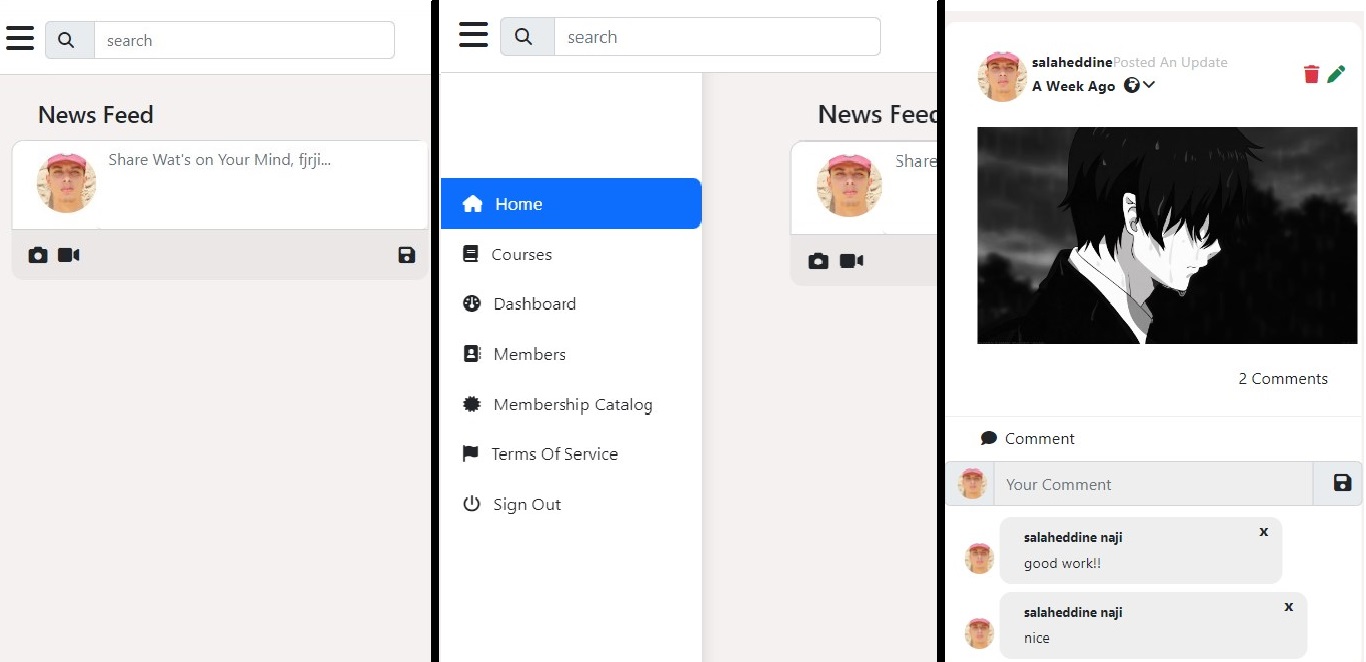 search
News Feed
Share Wat's on Your Mind, fjrji...
search
Home
Courses
Dashboard
Members
Membership Catalog
Terms Of Service
Sign Out
News Feed
Share
salaheddinePosted An Update
A Week Ago
2 Comments
Comment
Your Comment
salaheddine naji x
good work!!
salaheddine naji x
nice